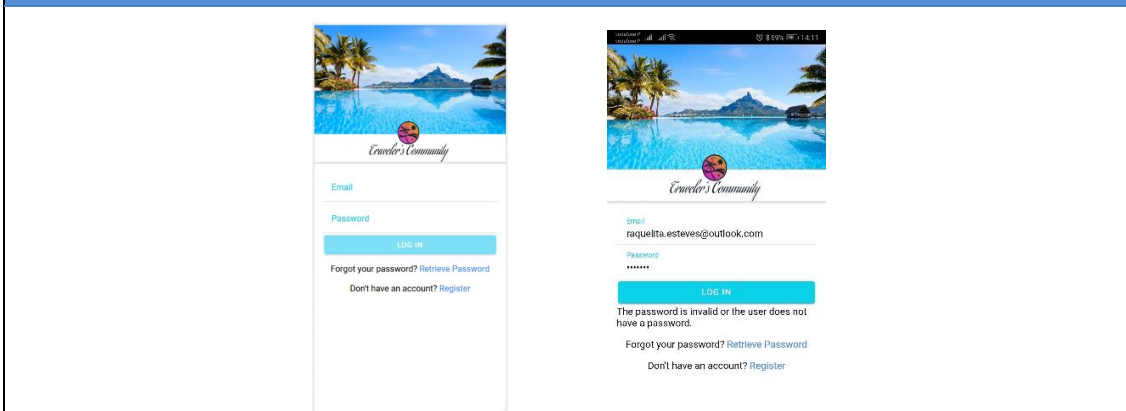 Traveler's Community
Email
Password
LOG IN
Forgot your password? Retrieve Password
Don't have an account? Register
59% 14:11
Traveler's Community
Email
raquelita.esteves@outlook.com
Password
•••••••
LOG IN
The password is invalid or the user does not
have a password.
Forgot your password? Retrieve Password
Don't have an account? Register